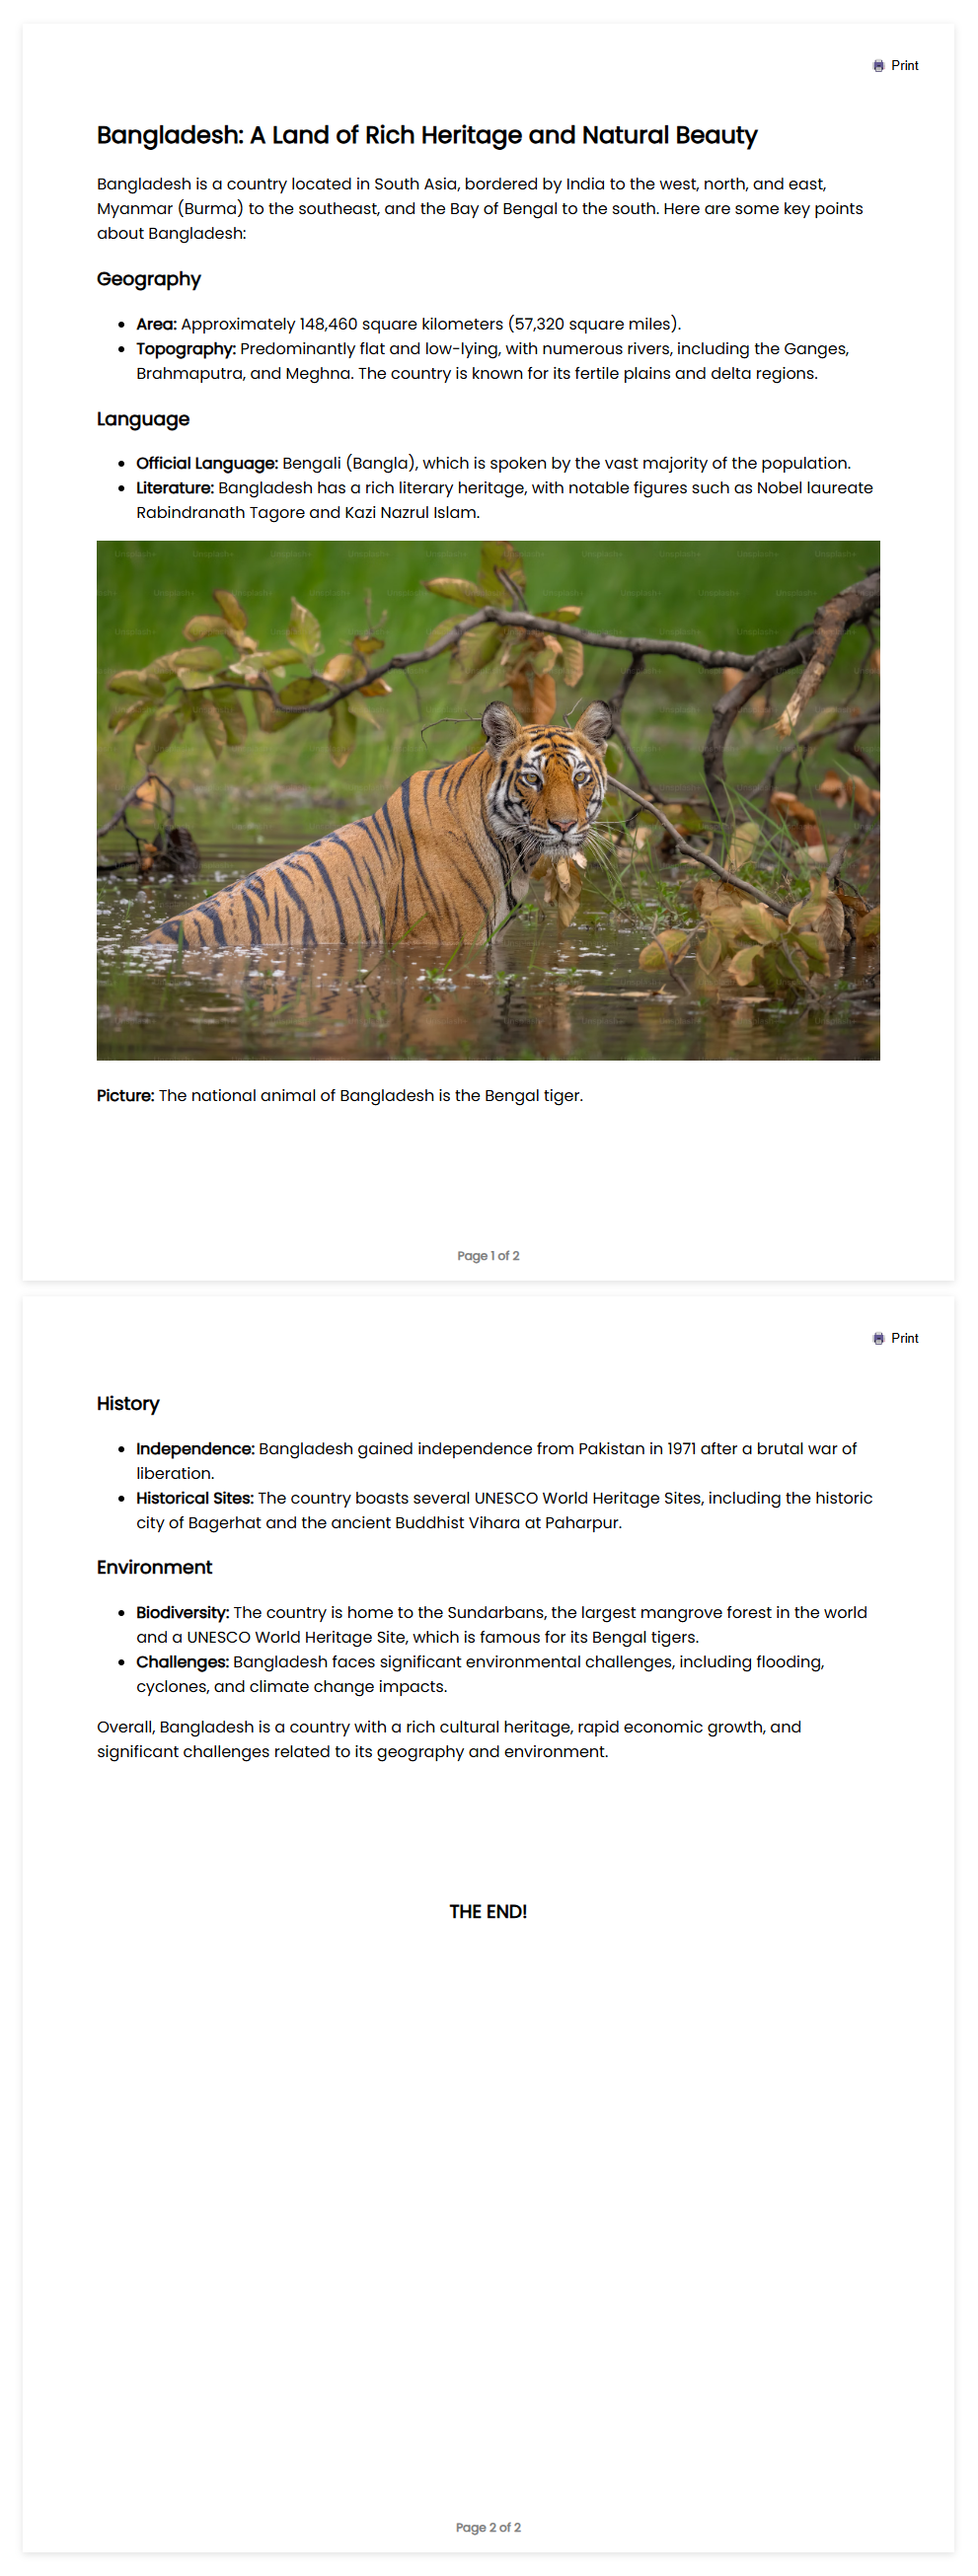 Print
Bangladesh: A Land of Rich Heritage and Natural Beauty
Bangladesh is a country located in South Asia, bordered by India to the west, north, and east,
Myanmar (Burma) to the southeast, and the Bay of Bengal to the south. Here are some key points
about Bangladesh:
Geography
• Area: Approximately 148,460 square kilometers (57,320 square miles).
• Topography: Predominantly flat and low-lying, with numerous rivers, including the Ganges,
Brahmaputra, and Meghna. The country is known for its fertile plains and delta regions.
Language
• Official Language: Bengali (Bangla), which is spoken by the vast majority of the population.
• Literature: Bangladesh has a rich literary heritage, with notable figures such as Nobel laureate
Rabindranath Tagore and Kazi Nazrul Islam.
Unsplash+ Unsplash+ Unsplash+ Unsplash+ Unsplash+ Unsplash+ Unsplash+ Unsplash+ Unsplash+ Unsplash+
Picture: The national animal of Bangladesh is the Bengal tiger.
Page 1 of 2
Print
History
• Independence: Bangladesh gained independence from Pakistan in 1971 after a brutal war of
liberation.
• Historical Sites: The country boasts several UNESCO World Heritage Sites, including the historic
city of Bagerhat and the ancient Buddhist Vihara at Paharpur.
Environment
• Biodiversity: The country is home to the Sundarbans, the largest mangrove forest in the world
and a UNESCO World Heritage Site, which is famous for its Bengal tigers.
• Challenges: Bangladesh faces significant environmental challenges, including flooding,
cyclones, and climate change impacts.
Overall, Bangladesh is a country with a rich cultural heritage, rapid economic growth, and
significant challenges related to its geography and environment.
THE END!
Page 2 of 2